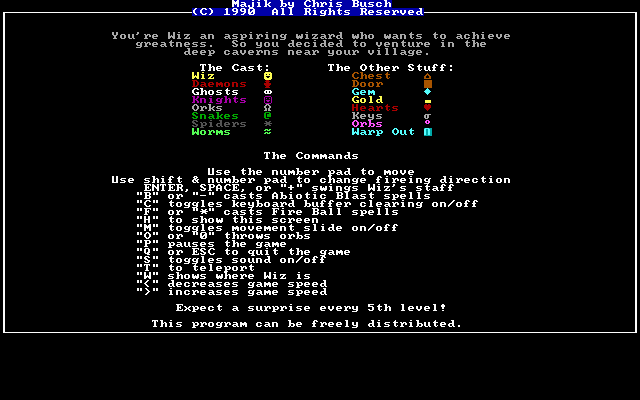 Majik by Chris Busch
(C) 1990 All Rights Reserved
You're Wiz an aspiring wizard who wants to achieve
greatness. So you decided to venture in the
deep caverns near your village.
The Cast: The Other Stuff:
Wiz ☺ Chest ⌂
Daemons ♣ Door ■
Ghosts ∞ Gem ♦
Knights Gold ▬
Orks Ω Hearts ♥
Snakes Keys σ
Spiders * Orbs °
Worms ≈ Warp Out ∩
The Commands
Use the number pad to move
Use shift & number pad to change fireing direction
ENTER, SPACE, or "+" swings Wiz's staff
"B" or "-" casts Abiotic Blast spells
"C" toggles keyboard buffer clearing on/off
"F" or "*" casts Fire Ball spells
"H" to show this screen
"M" toggles movement slide on/off
"O" or "0" throws orbs
"P" pauses the game
"Q" or ESC to quit the game
"S" toggles sound on/off
"T" to teleport
"W" shows where Wiz is
"<" decreases game speed
">" increases game speed
Expect a surprise every 5th level!
This program can be freely distributed.